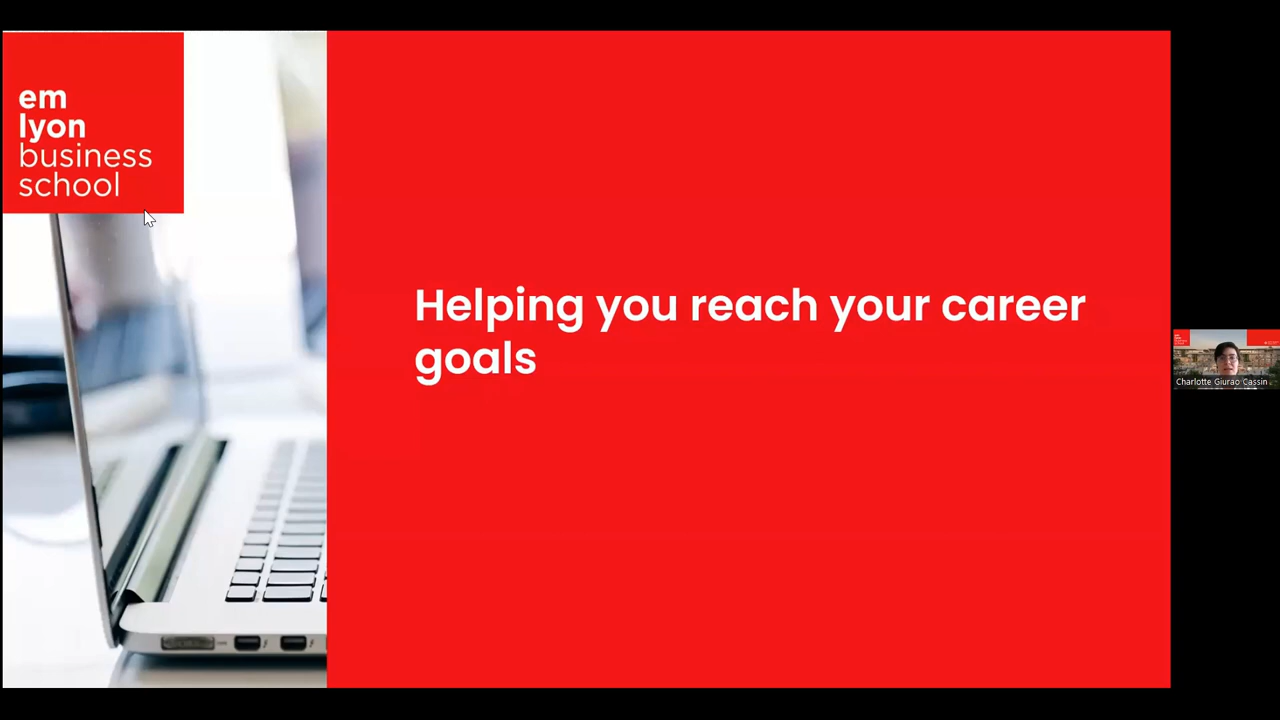 em
lyon
business
school
Helping you reach your career
goals
Charlotte Giurao Cassin